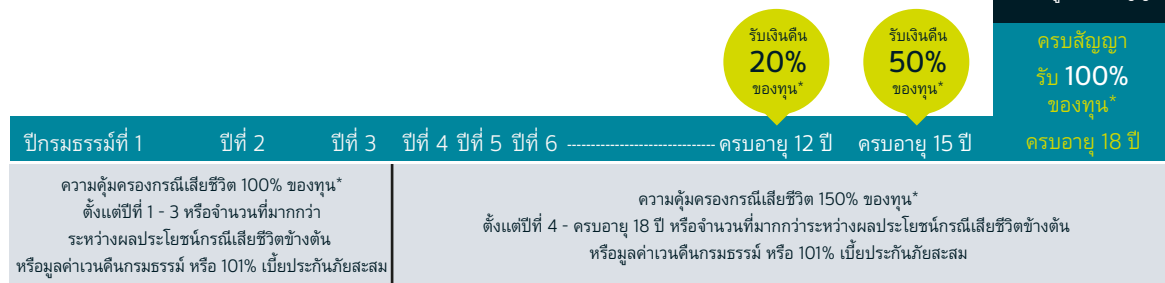 รับเงินคืน
20%
ของทุน*
รับเงินคืน
50%
ของทุน*
ครบสัญญา
รับ 100%
ของทุน*
ปีกรมธรรม์ที่ 1 ปีที่ 2 ปีที่ 3 ปีที่ 4 ปีที่ 5 ปีที่ 6 ------------------------------ ครบอายุ 12 ปี ครบอายุ 15 ปี ครบอายุ 18 ปี
ความคุ้มครองกรณีเสียชีวิต 100% ของทุน*
ตั้งแต่ปีที่ 1 - 3 หรือจำนวนที่มากกว่า
ระหว่างผลประโยชน์กรณีเสียชีวิตข้างต้น
หรือมูลค่าเวนคืนกรมธรรม์ หรือ 101% เบี้ยประกันภัยสะสม
ความคุ้มครองกรณีเสียชีวิต 150% ของทุน*
ตั้งแต่ปีที่ 4 - ครบอายุ 18 ปี หรือจำนวนที่มากกว่าระหว่างผลประโยชน์กรณีเสียชีวิตข้างต้น
หรือมูลค่าเวนคืนกรมธรรม์ หรือ 101% เบี้ยประกันภัยสะสม